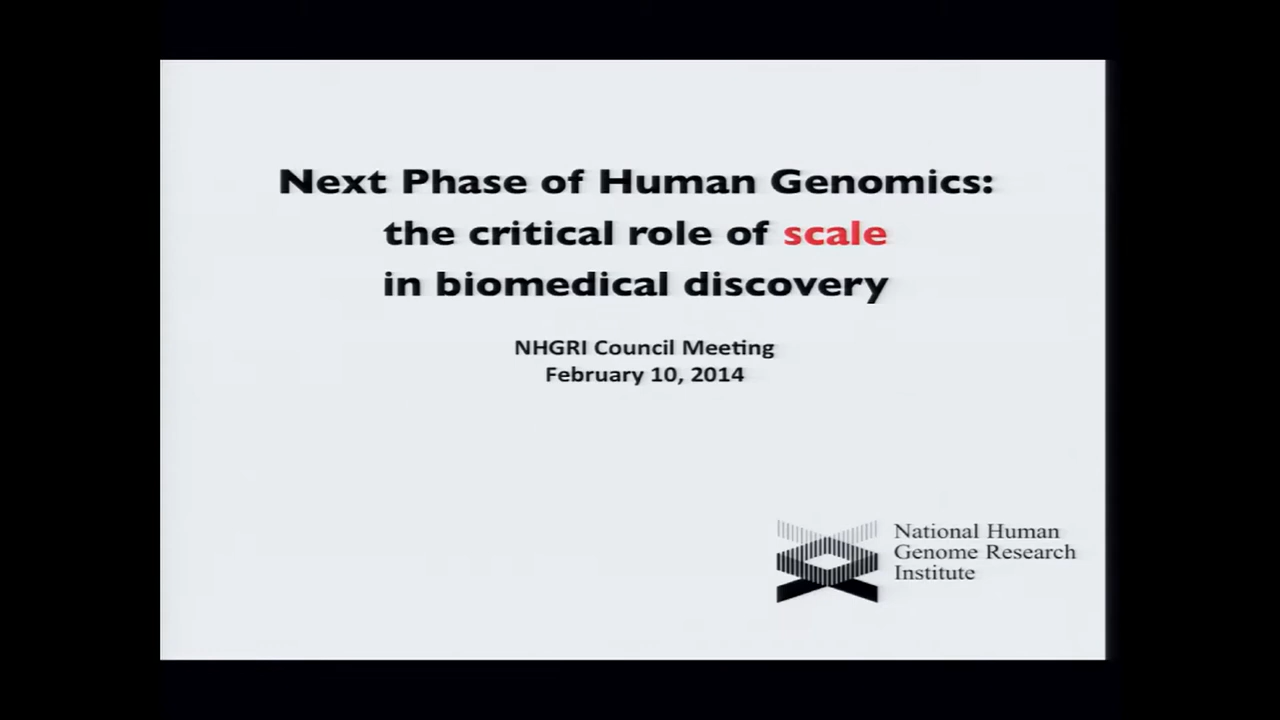 Next Phase of Human Genomics:
the critical role of scale
in biomedical discovery
NHGRI Council Meeting
February 10, 2014
National Human
Genome Research
Institute